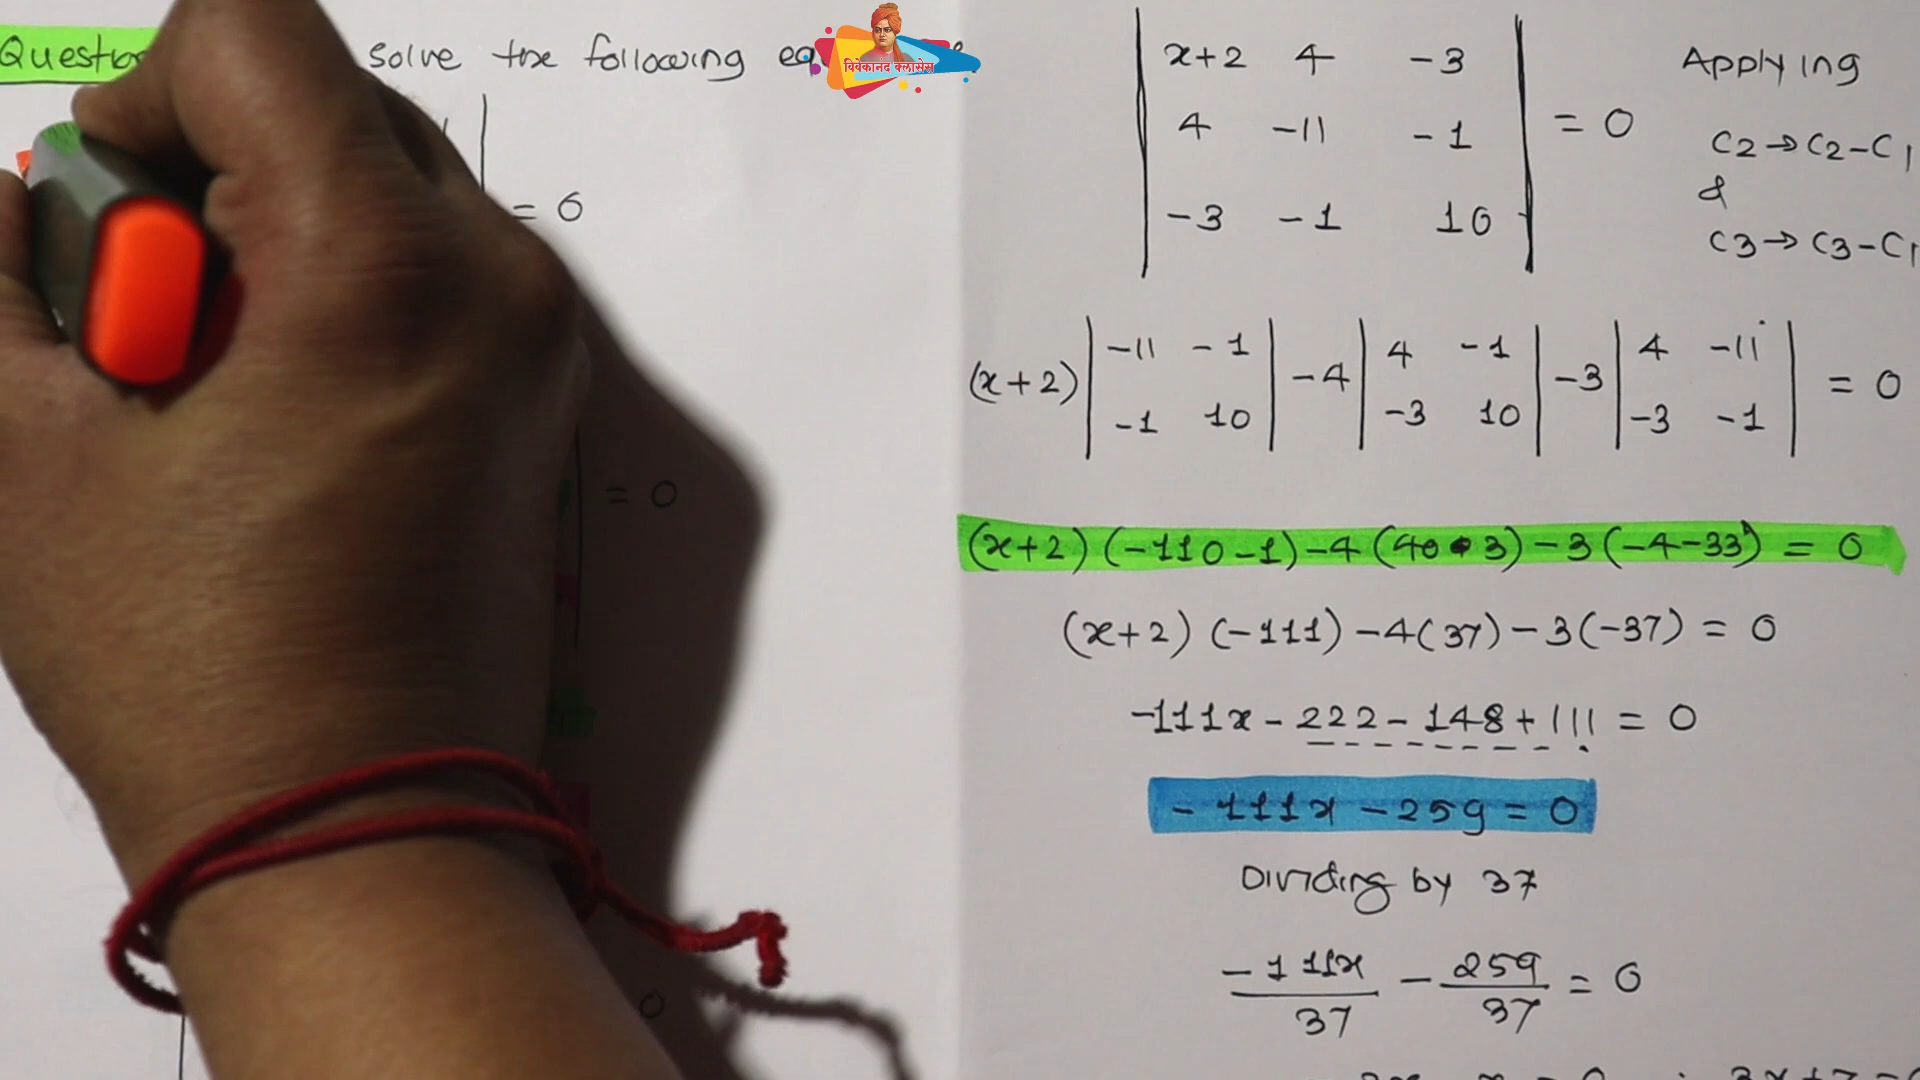 Question solve the following
विवेकानंद क्लासेस
= 0
= 0
0
x+2 4 -3
4 -11 -1 = 0
-3 -1 10
Applying
C2→C2-C1
&
C3→C3-C1
(x+2) | -11 -1 | -4 | 4 -1 | -3 | 4 -11 | = 0
-1 10 -3 10 -3 -1
(x+2) (-110-1) -4 (40 • 3) -3 (-4-33) = 0
(x+2) (-111) -4(37) -3(-37) = 0
-111x - 222 - 148 + 111 = 0
- 111x - 259 = 0
Dividing by 37
-111x/37 - 259/37 = 0